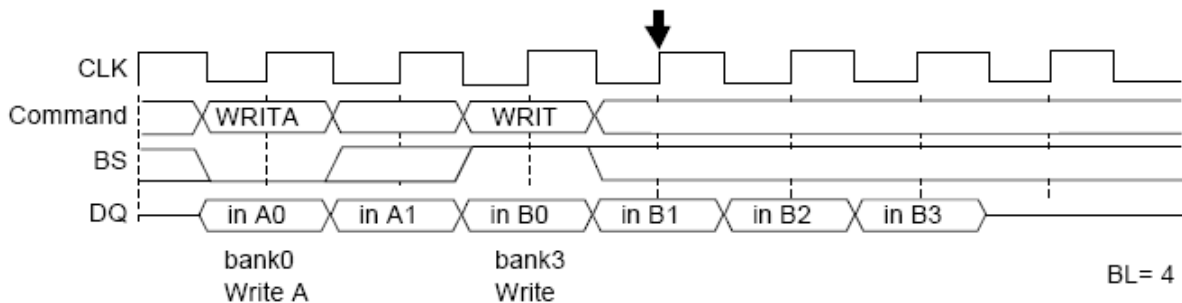 CLK
Command WRITA WRIT
BS
DQ in A0 in A1 in B0 in B1 in B2 in B3
bank0 bank3
Write A Write BL= 4